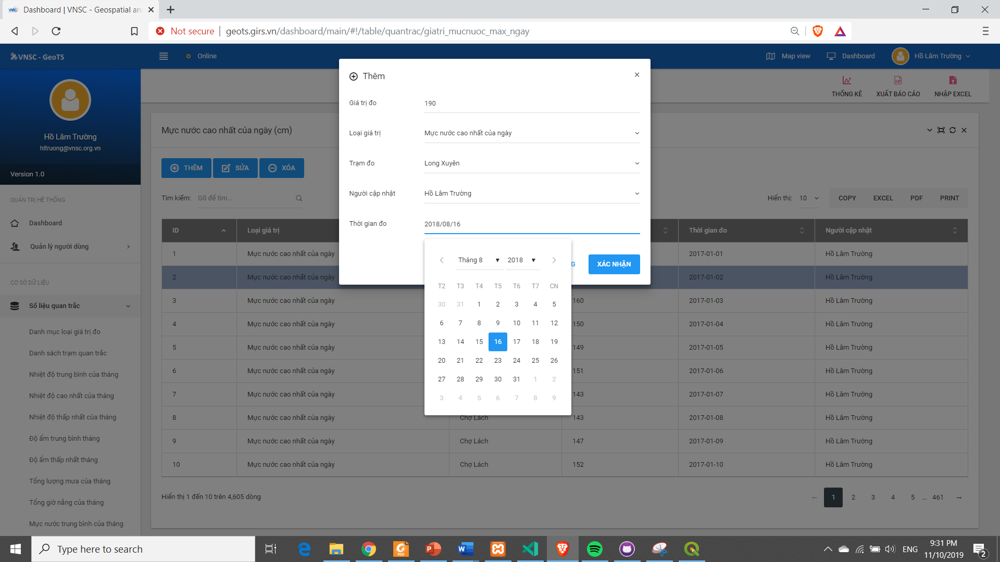 Dashboard | VNSC - Geospatial an
Not secure
geots.girs.vn/dashboard/main/#!/table/quantrac/giatri_mucnuoc_max_ngay
VNSC - GeoTS
Online
Map view
Dashboard
Hồ Lâm Trường
Hồ Lâm Trường
hltruong@vnsc.org.vn
Version 1.0
QUẢN TRỊ HỆ THỐNG
Dashboard
Quản lý người dùng
CƠ SỞ DỮ LIỆU
Số liệu quan trắc
Danh mục loại giá trị đo
Danh sách trạm quan trắc
Nhiệt độ trung bình của tháng
Nhiệt độ cao nhất của tháng
Nhiệt độ thấp nhất của tháng
Độ ẩm trung bình tháng
Độ ẩm thấp nhất tháng
Tổng lượng mưa của tháng
Tổng giờ nắng của tháng
Mực nước trung bình của tháng
THỐNG KÊ
XUẤT BÁO CÁO
NHẬP EXCEL
Mực nước cao nhất của ngày (cm)
THÊM
SỬA
XÓA
Tìm kiếm: Gõ để tìm...
Hiển thị: 10
COPY EXCEL PDF PRINT
ID Loại giá trị Thời gian đo Người cập nhật
1 Mực nước cao nhất của ngày 2017-01-01 Hồ Lâm Trường
2 Mực nước cao nhất của ngày 2017-01-02 Hồ Lâm Trường
3 Mực nước cao nhất của ngày 160 2017-01-03 Hồ Lâm Trường
4 Mực nước cao nhất của ngày 150 2017-01-04 Hồ Lâm Trường
5 Mực nước cao nhất của ngày 149 2017-01-05 Hồ Lâm Trường
6 Mực nước cao nhất của ngày 151 2017-01-06 Hồ Lâm Trường
7 Mực nước cao nhất của ngày 143 2017-01-07 Hồ Lâm Trường
8 Mực nước cao nhất của ngày Chợ Lách 143 2017-01-08 Hồ Lâm Trường
9 Mực nước cao nhất của ngày Chợ Lách 147 2017-01-09 Hồ Lâm Trường
10 Mực nước cao nhất của ngày Chợ Lách 152 2017-01-10 Hồ Lâm Trường
Hiển thị 1 đến 10 trên 4,605 dòng
← 1 2 3 4 5 ... 461 →
Thêm
Giá trị đo 190
Loại giá trị Mực nước cao nhất của ngày
Trạm đo Long Xuyên
Người cập nhật Hồ Lâm Trường
Thời gian đo 2018/08/16
G
XÁC NHẬN
Tháng 8 2018
T2 T3 T4 T5 T6 T7 CN
30 31 1 2 3 4 5
6 7 8 9 10 11 12
13 14 15 16 17 18 19
20 21 22 23 24 25 26
27 28 29 30 31 1 2
3 4 5 6 7 8 9
Type here to search
ENG
9:31 PM
11/10/2019
2